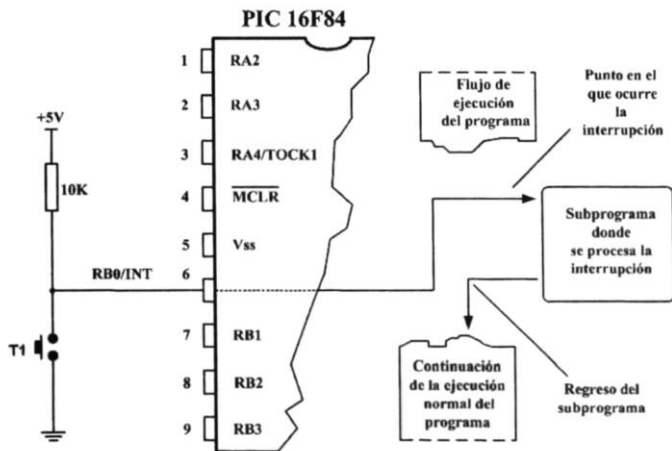 PIC 16F84
1 RA2
2 RA3
3 RA4/TOCK1
4 MCLR
5 Vss
6
7 RB1
8 RB2
9 RB3
+5V
10K
RB0/INT
T1
Flujo de
ejecución
del programa
Punto en el
que ocurre
la
interrupción
Subprograma
donde
se procesa la
interrupción
Continuación
de la ejecución
normal del
programa
Regreso del
subprograma